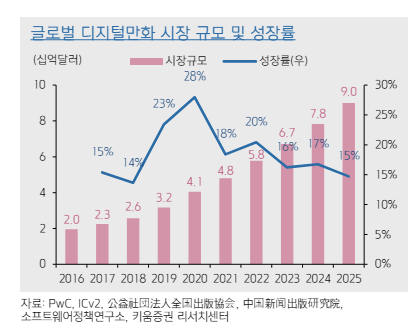 글로벌 디지털만화 시장 규모 및 성장률
(십억달러)
시장규모 성장률(우)
10 8 6 4 2 0
30% 25% 20% 15% 10% 5% 0%
2.0 2.3 2.6 3.2 4.1 4.8 5.8 6.7 7.8 9.0
15% 14% 23% 28% 18% 20% 16% 17% 15%
2016 2017 2018 2019 2020 2021 2022 2023 2024 2025
자료: PwC, ICv2, 公益社団法人全国出版協会, 中国新闻出版研究院,
소프트웨어정책연구소, 키움증권 리서치센터